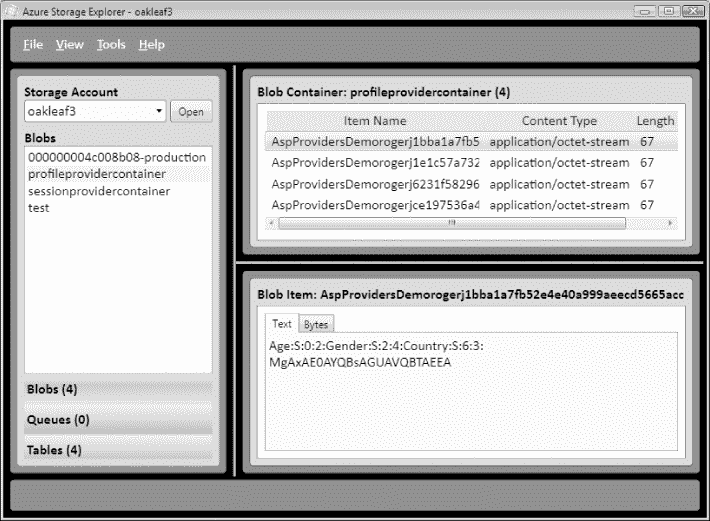 Azure Storage Explorer - oakleaf3
File View Tools Help
Storage Account
oakleaf3 Open
Blobs
000000004c008b08-production
profileprovidercontainer
sessionprovidercontainer
test
Blobs (4)
Queues (0)
Tables (4)
Blob Container: profileprovidercontainer (4)
Item Name Content Type Length
AspProvidersDemorogerj1bba1a7fb5 application/octet-stream 67
AspProvidersDemorogerj1e1c57a732 application/octet-stream 67
AspProvidersDemorogerj6231f58296 application/octet-stream 67
AspProvidersDemorogerjce197536a4 application/octet-stream 67
Blob Item: AspProvidersDemorogerj1bba1a7fb52e4e40a999aeecd5665acc
Text Bytes
Age:S:0:2:Gender:S:2:4:Country:S:6:3:
MgAxAE0AYQBsAGUAVQBTAEEA